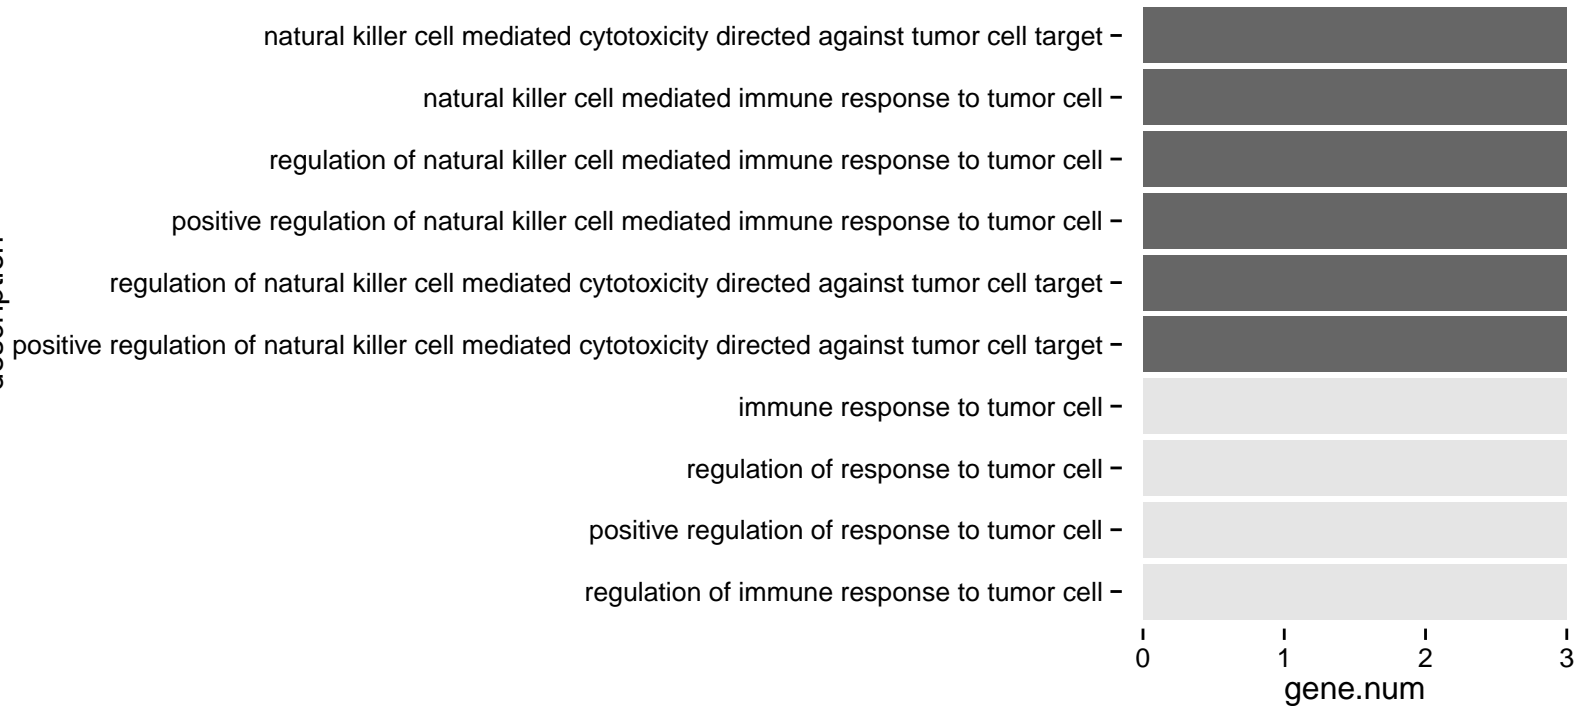 natural killer cell mediated cytotoxicity directed against tumor cell target
natural killer cell mediated immune response to tumor cell
regulation of natural killer cell mediated immune response to tumor cell
positive regulation of natural killer cell mediated immune response to tumor cell
regulation of natural killer cell mediated cytotoxicity directed against tumor cell target
positive regulation of natural killer cell mediated cytotoxicity directed against tumor cell target
immune response to tumor cell
regulation of response to tumor cell
positive regulation of response to tumor cell
regulation of immune response to tumor cell
0 1 2 3
gene.num